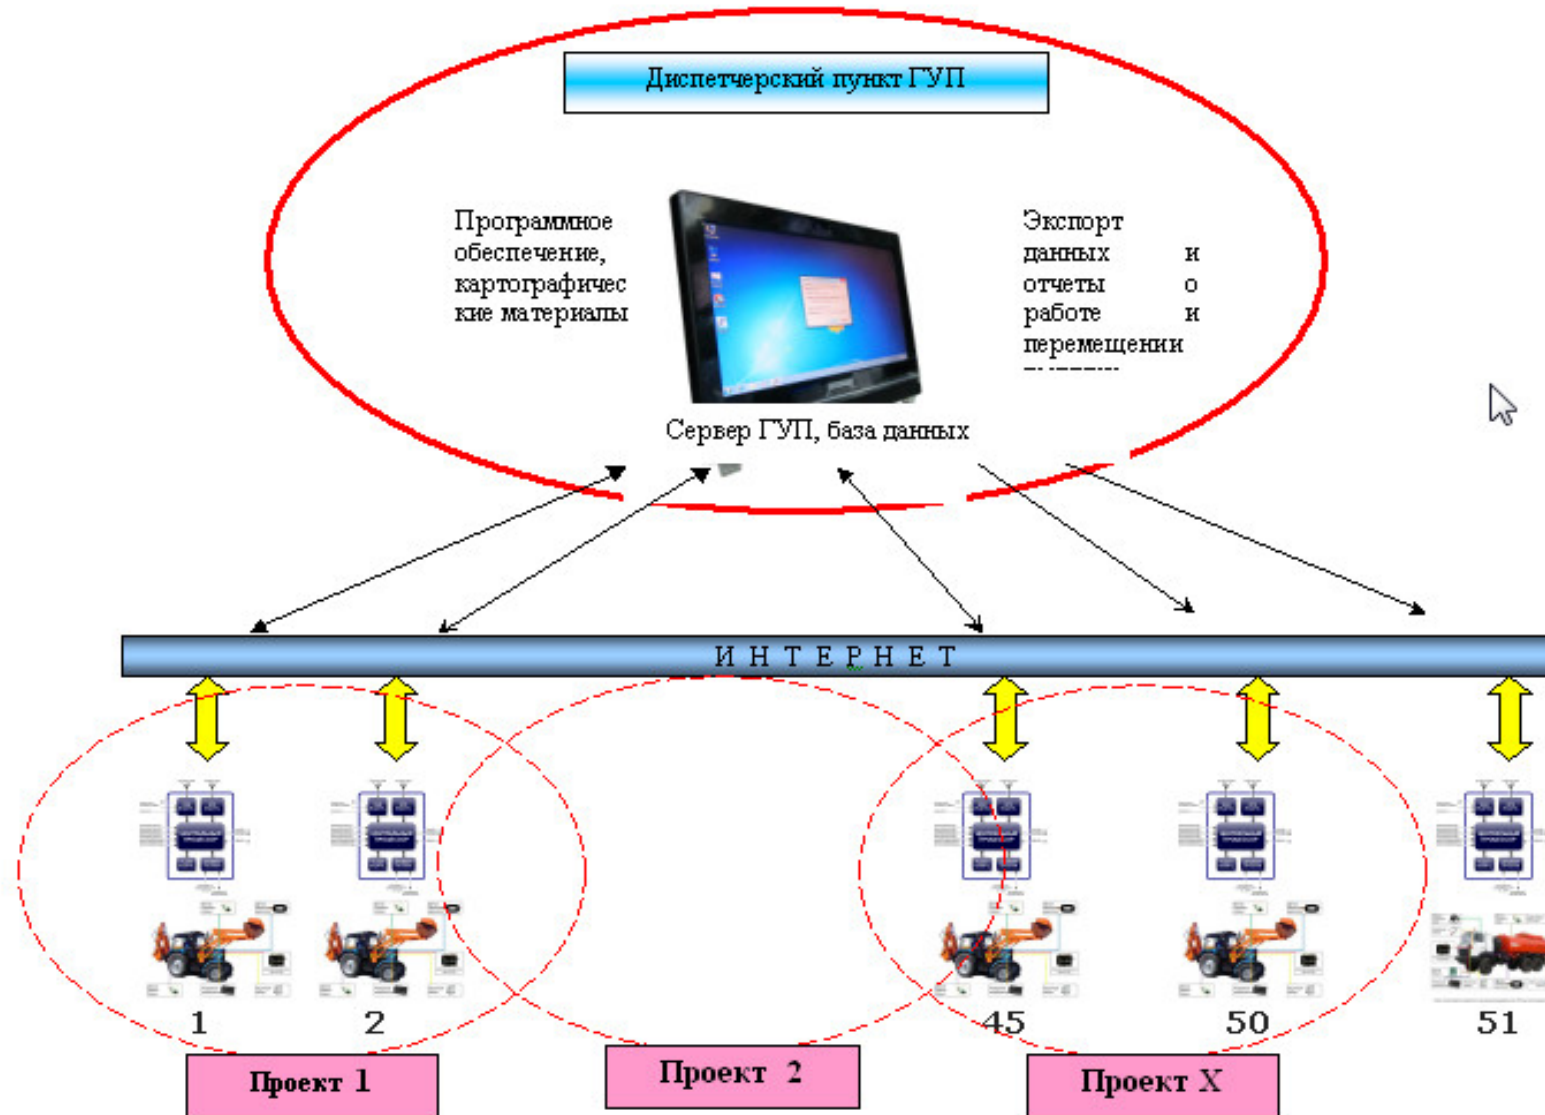 Диспетчерский пункт ГУП
Программное
обеспечение,
картографичес
кие материалы
Экспорт
данных и
отчеты о
работе и
перемещении
Сервер ГУП, база данных
И Н Т Е Р Н Е Т
1
2
45
50
51
Проект 1
Проект 2
Проект X